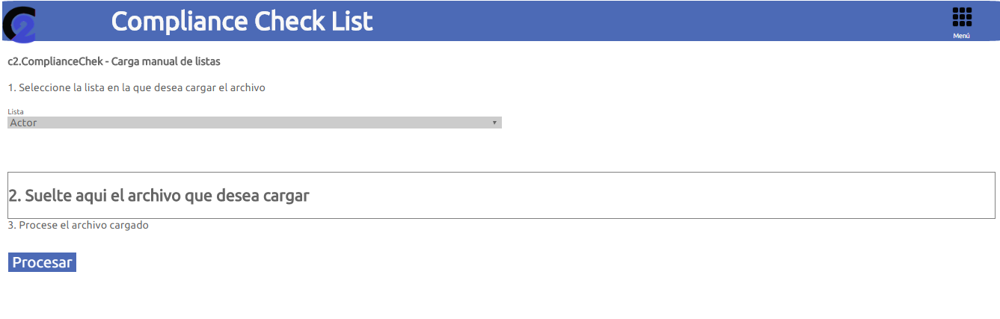 C2
Compliance Check List
Menú
c2.ComplianceChek - Carga manual de listas
1. Seleccione la lista en la que desea cargar el archivo
Lista
Actor
2. Suelte aqui el archivo que desea cargar
3. Procese el archivo cargado
Procesar